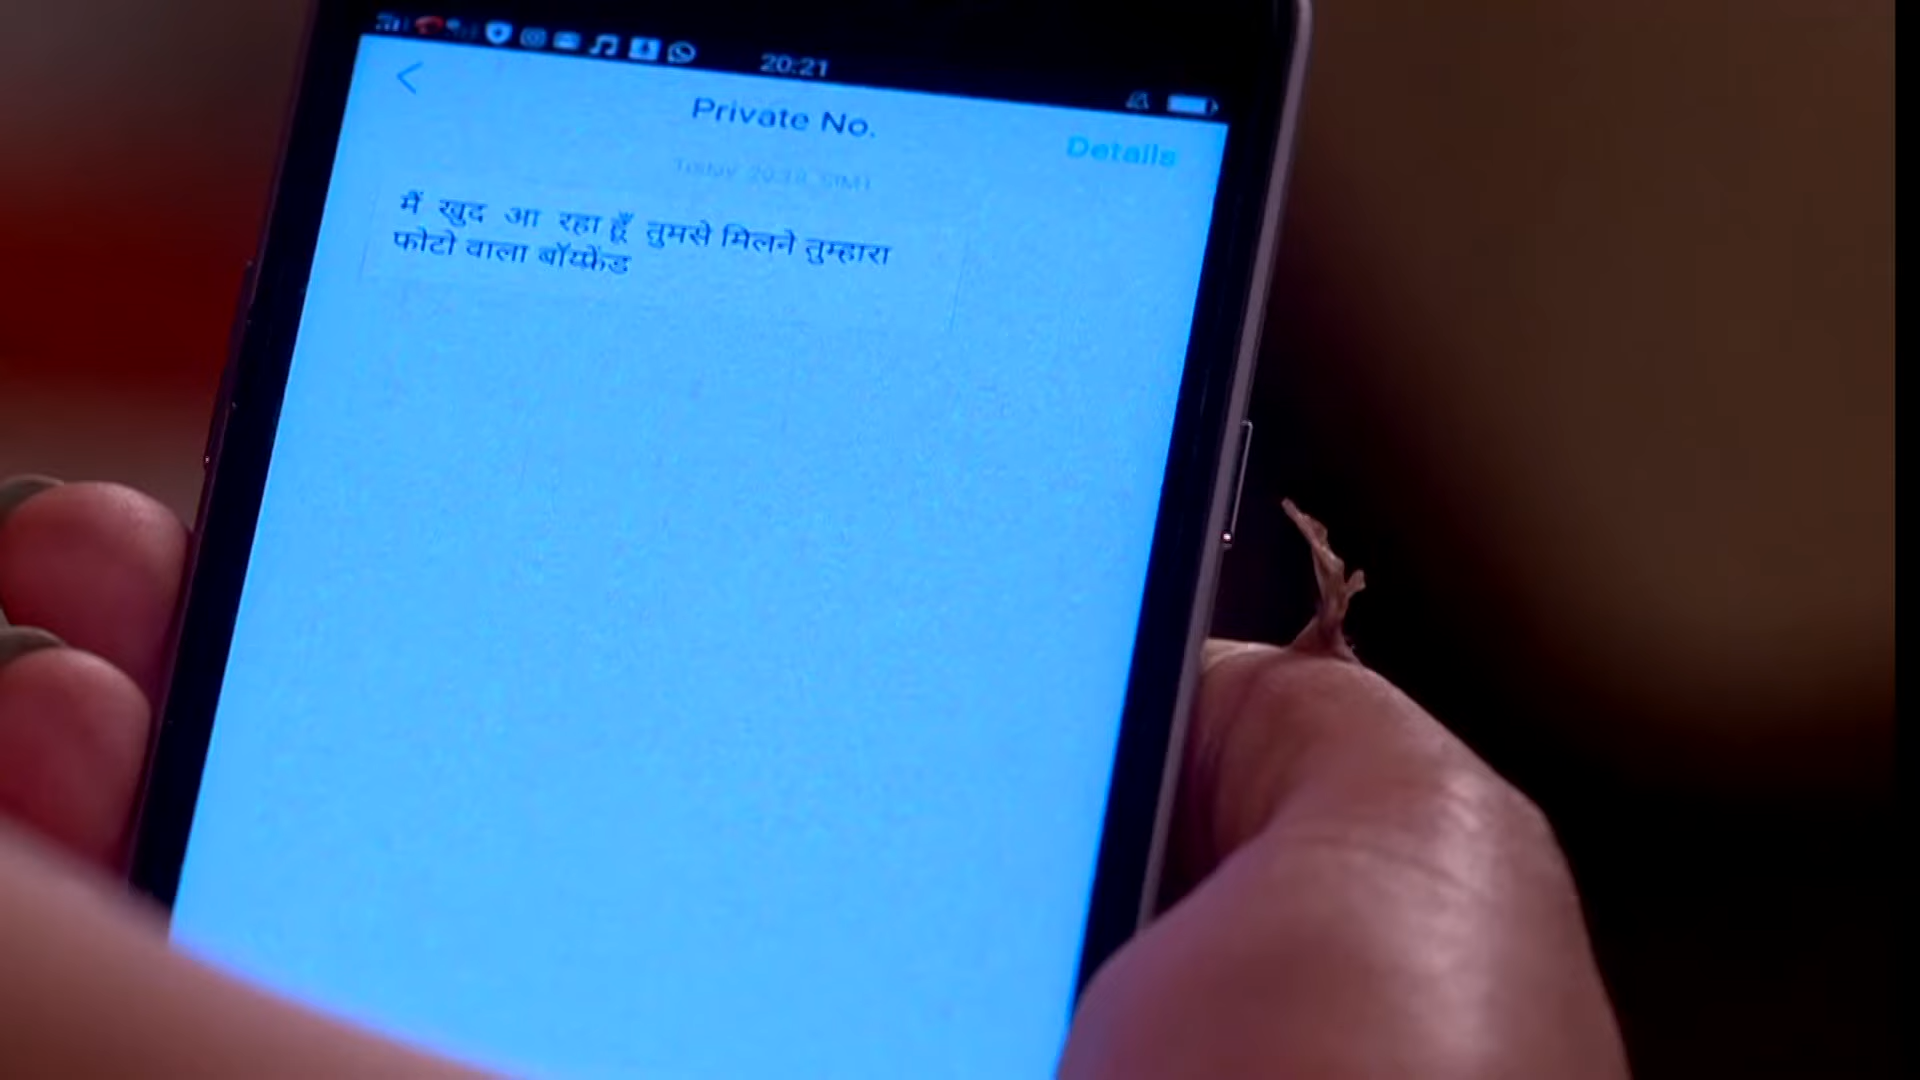 20:21
Private No.
Details
मैं खुद आ रहा हूँ तुमसे मिलने तुम्हारा
फोटो वाला बॉयफ्रेंड